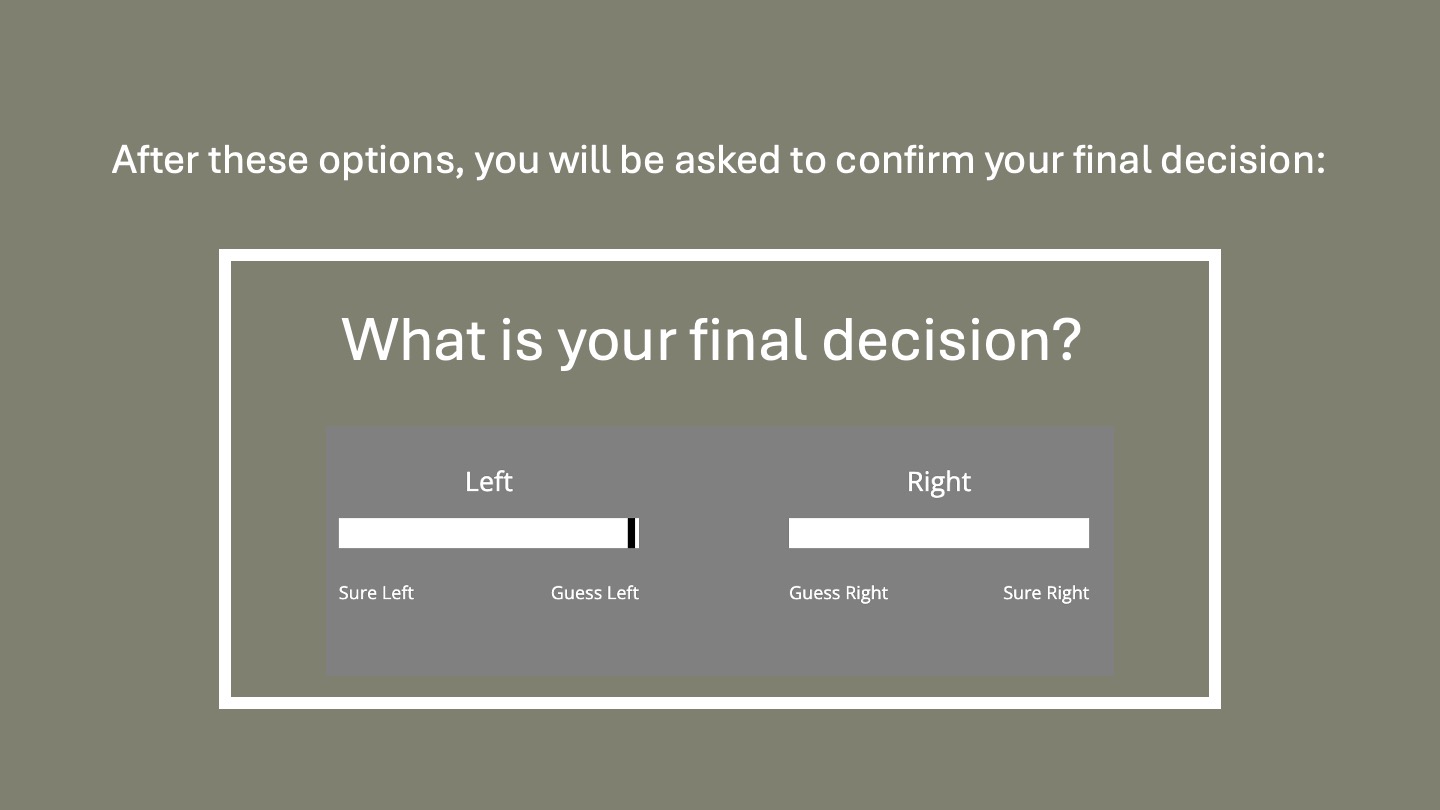 After these options, you will be asked to confirm your final decision:
What is your final decision?
Left Right
Sure Left Guess Left Guess Right Sure Right